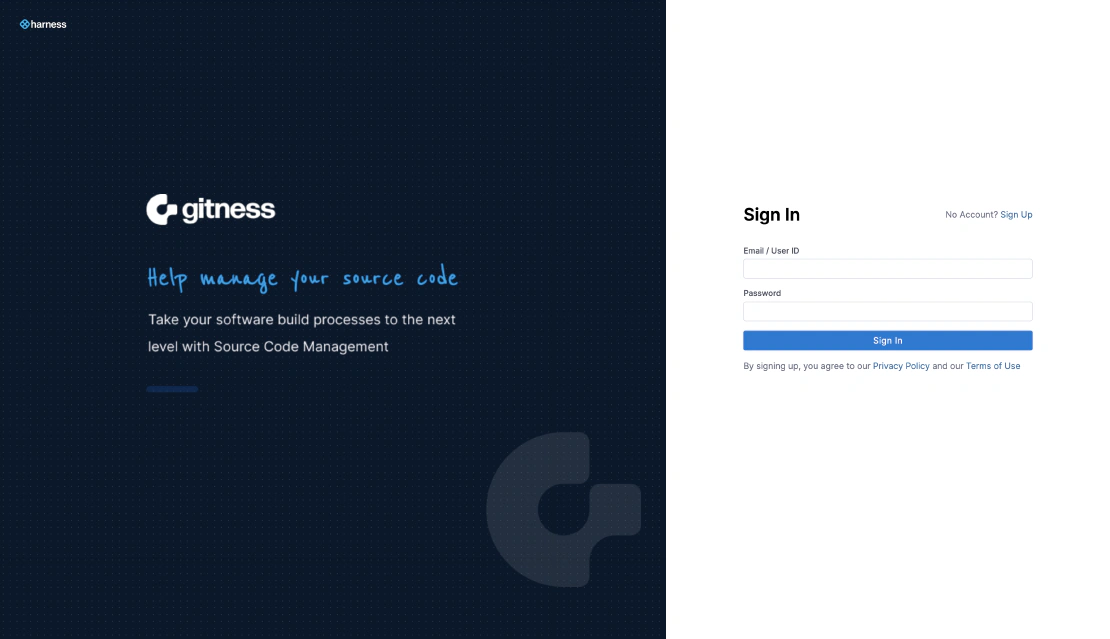 harness
gitness
Help manage your source code
Take your software build processes to the next
level with Source Code Management
Sign In
No Account? Sign Up
Email / User ID
Password
Sign In
By signing up, you agree to our Privacy Policy and our Terms of Use